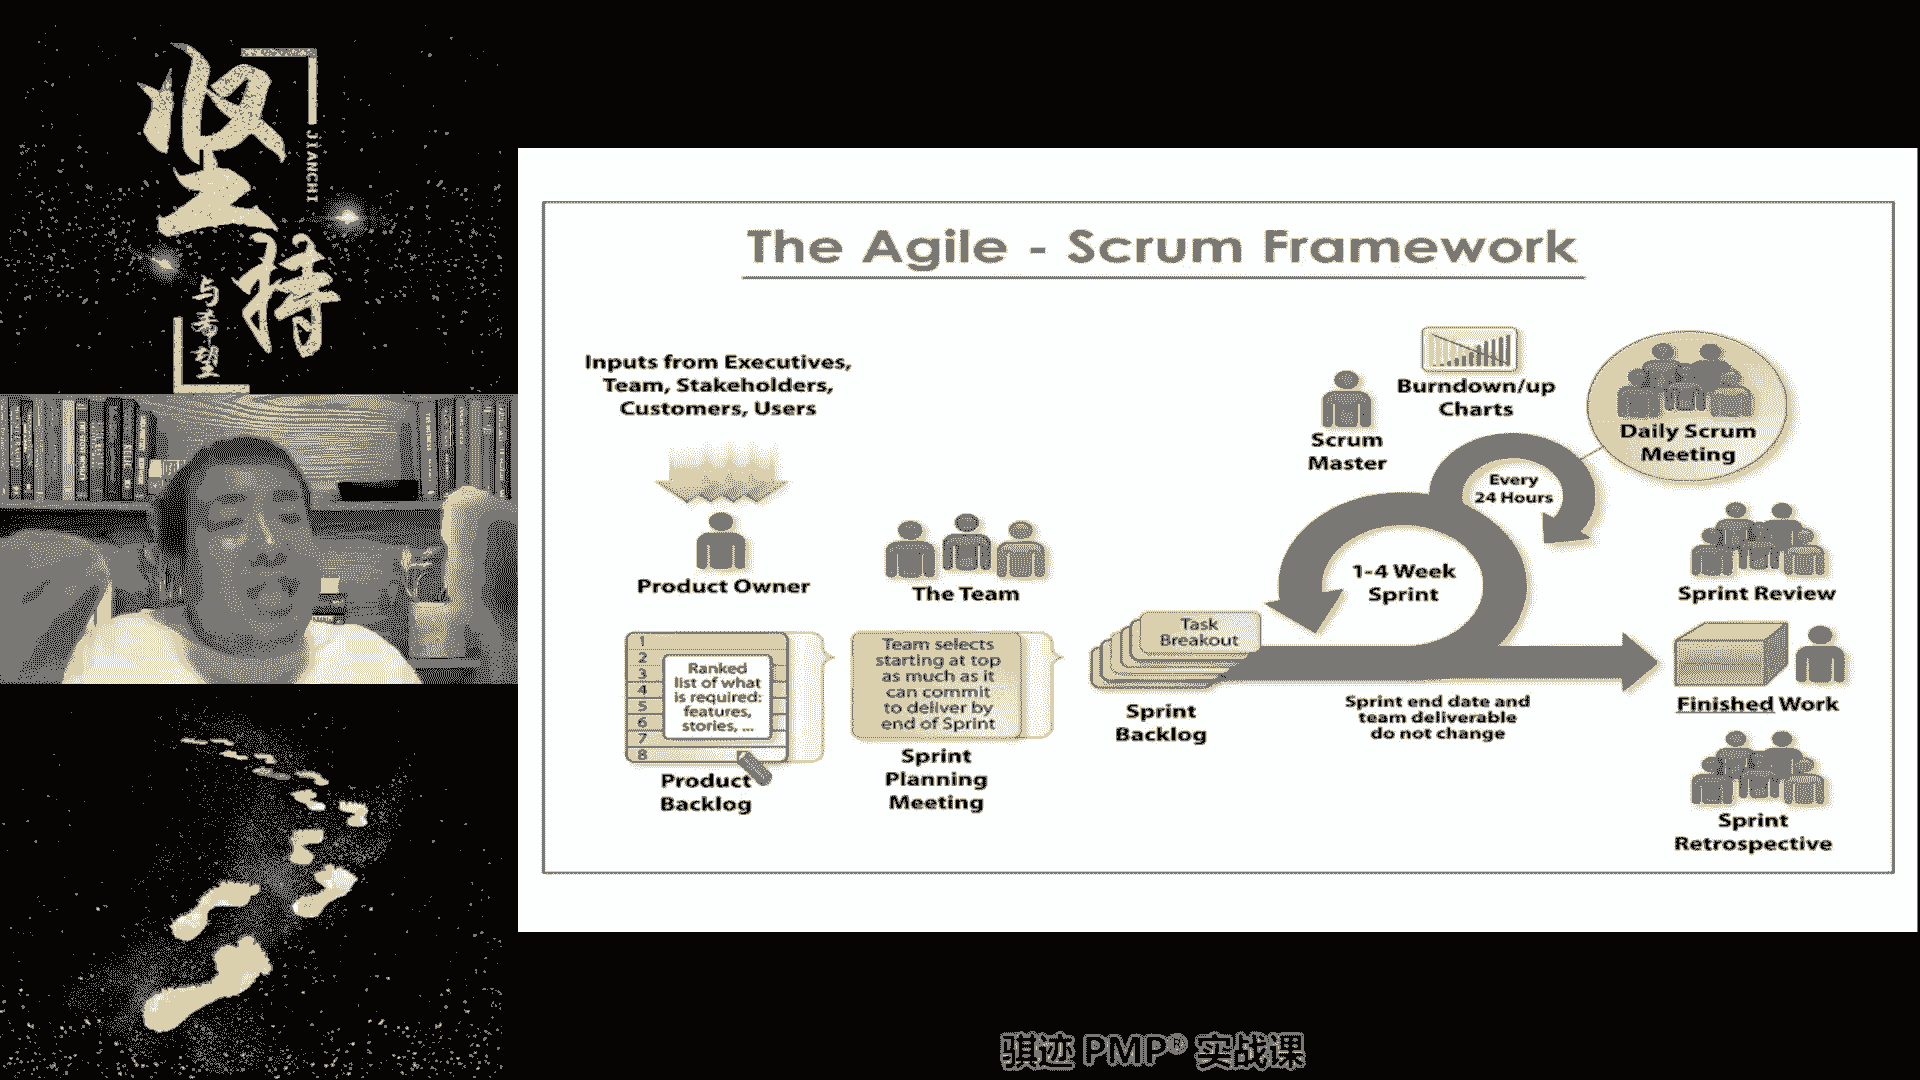 坚
持
JIANCHI
与希望
The Agile - Scrum Framework
Inputs from Executives,
Team, Stakeholders,
Customers, Users
Product Owner
The Team
1
2
3
4
5
6
7
8
Ranked
list of what
is required:
features,
stories, ...
Product
Backlog
Team selects
starting at top
as much as it
can commit
to deliver by
end of Sprint
Sprint
Planning
Meeting
Task
Breakout
Sprint
Backlog
Scrum
Master
Burndown/up
Charts
Every
24 Hours
Daily Scrum
Meeting
1-4 Week
Sprint
Sprint end date and
team deliverable
do not change
Sprint Review
Finished Work
Sprint
Retrospective
骐迹 PMP® 实战课